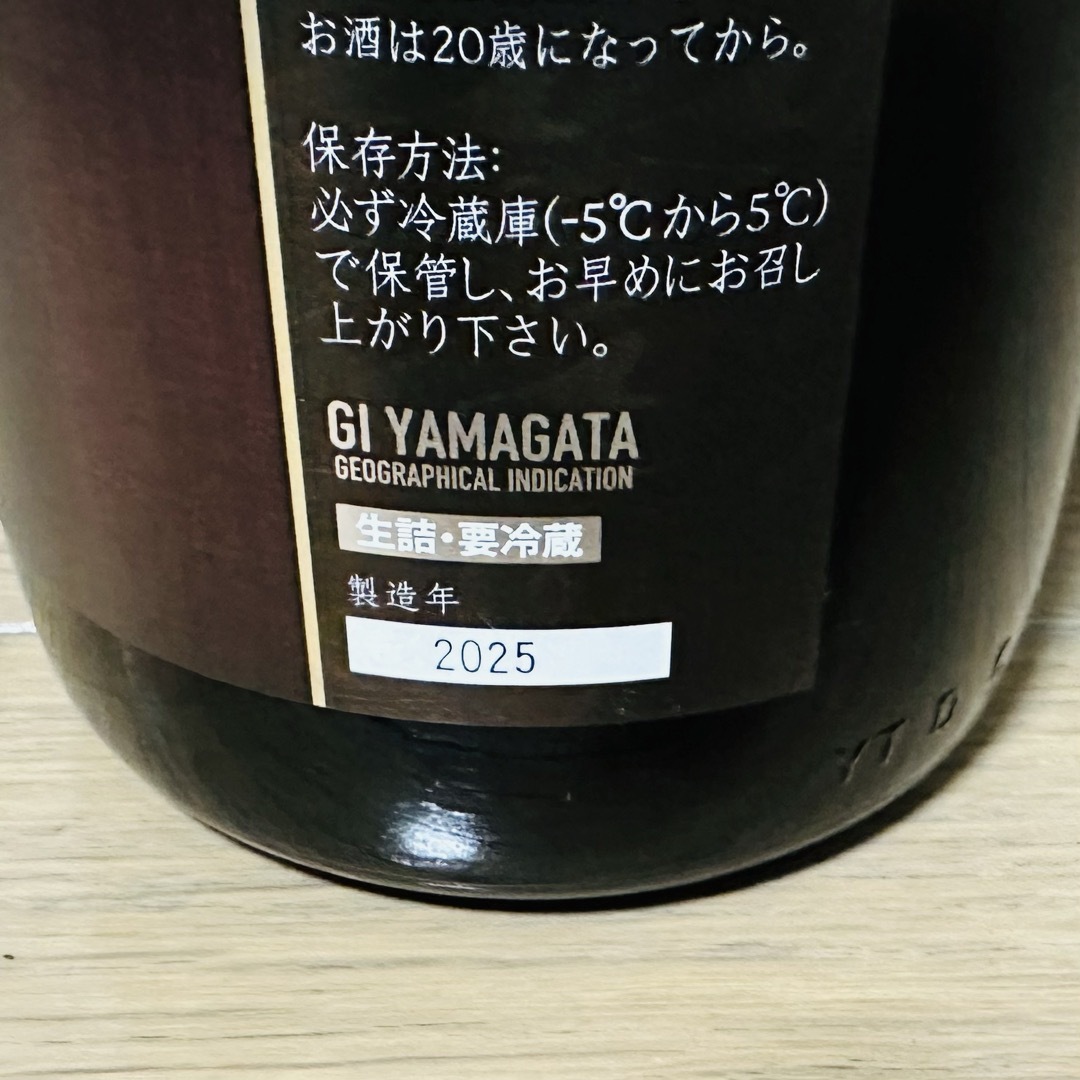 お酒は20歳になってから。
保存方法:
必ず冷蔵庫(-5℃から5℃)
で保管し、お早めにお召し
上がり下さい。
GI YAMAGATA
GEOGRAPHICAL INDICATION
生詰・要冷蔵
製造年
2025
YT D